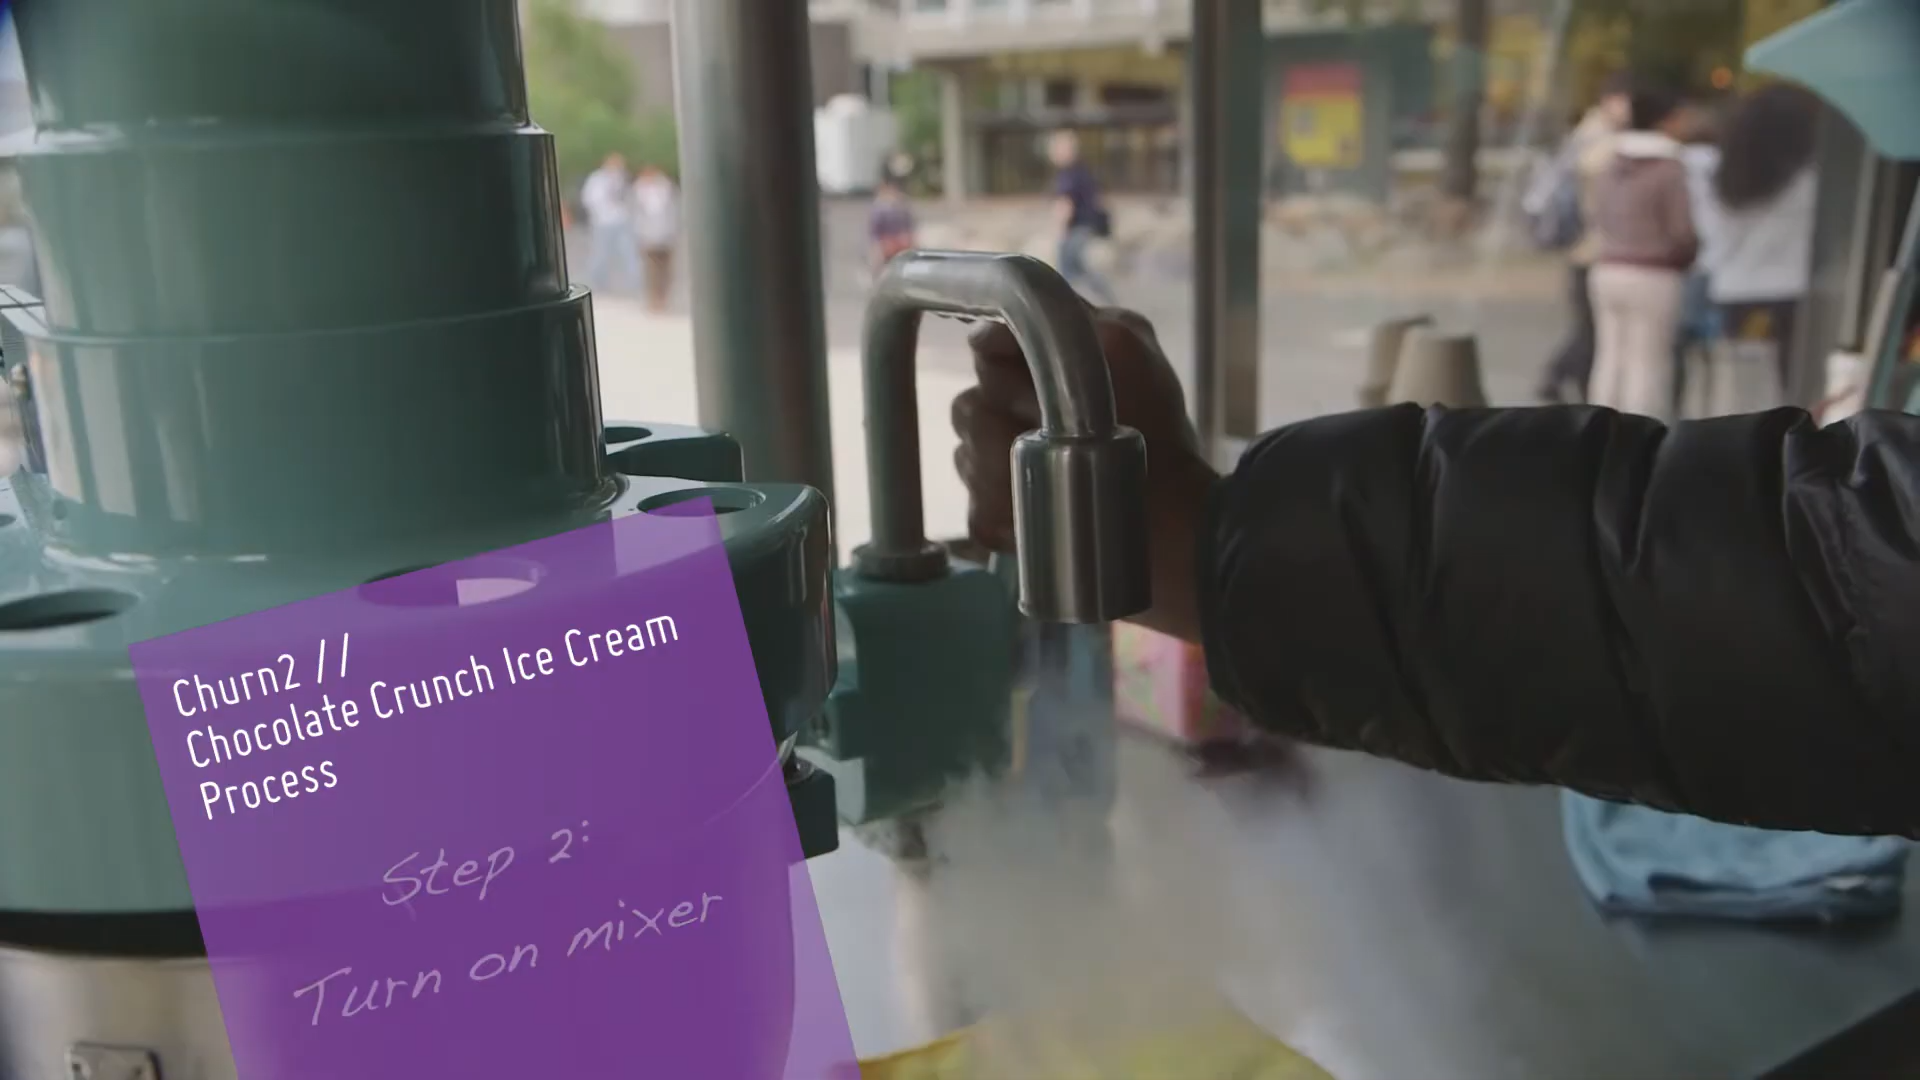 Churn2 //
Chocolate Crunch Ice Cream
Process
Step 2:
Turn on mixer